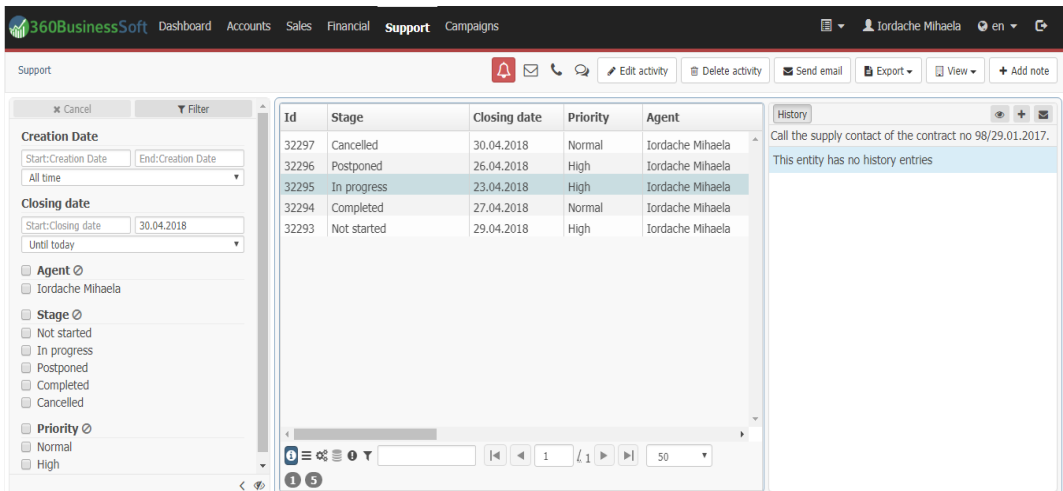 360BusinessSoft Dashboard Accounts Sales Financial Support Campaigns Iordache Mihaela en
Support Edit activity Delete activity Send email Export View + Add note
Cancel Filter
Creation Date
Start:Creation Date End:Creation Date
All time
Closing date
Start:Closing date 30.04.2018
Until today
Agent
Iordache Mihaela
Stage
Not started
In progress
Postponed
Completed
Cancelled
Priority
Normal
High
Id Stage Closing date Priority Agent
32297 Cancelled 30.04.2018 Normal Iordache Mihaela
32296 Postponed 26.04.2018 High Iordache Mihaela
32295 In progress 23.04.2018 High Iordache Mihaela
32294 Completed 27.04.2018 Normal Iordache Mihaela
32293 Not started 29.04.2018 High Iordache Mihaela
1 / 1 50
1 5
History
Call the supply contact of the contract no 98/29.01.2017.
This entity has no history entries